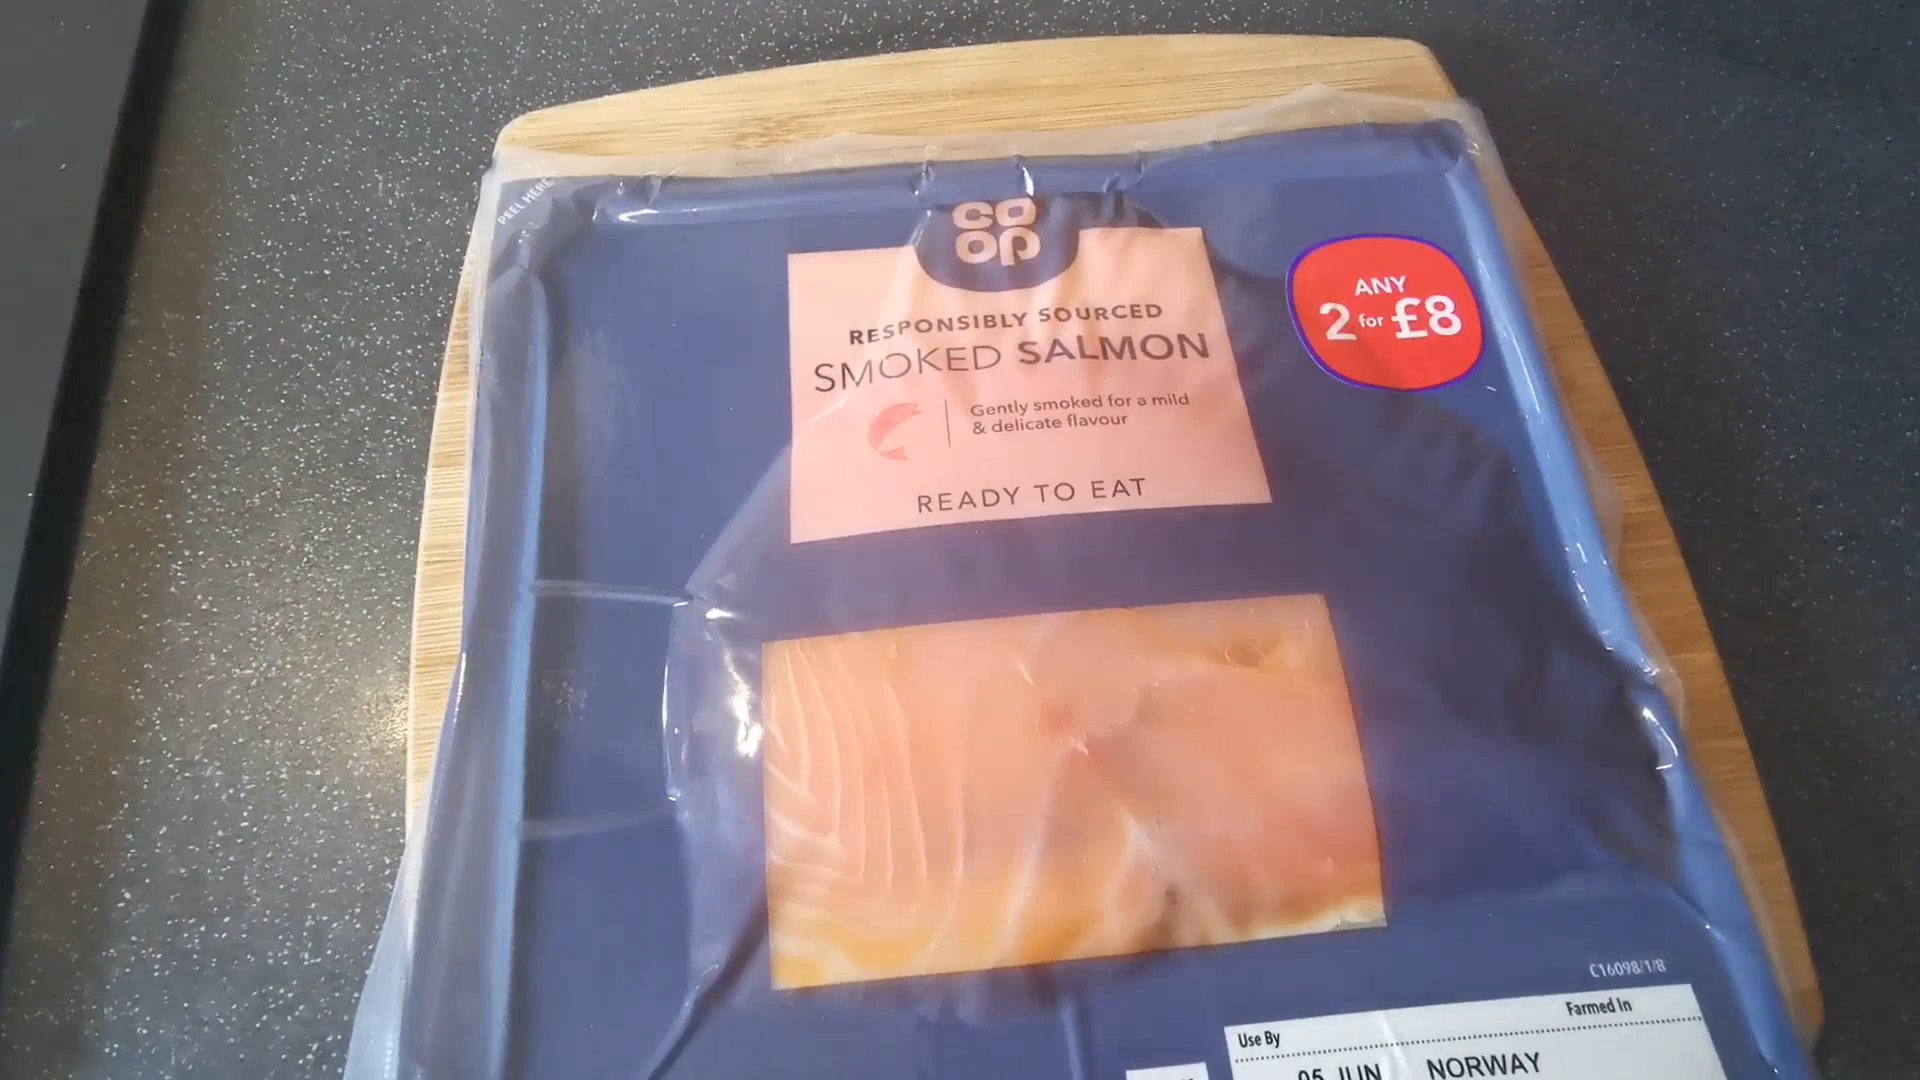 PEEL HERE
CO
OP
RESPONSIBLY SOURCED
SMOKED SALMON
Gently smoked for a mild
& delicate flavour
READY TO EAT
ANY
2 for £8
C16098/1/8
Use By
Farmed In
05 JUN
NORWAY